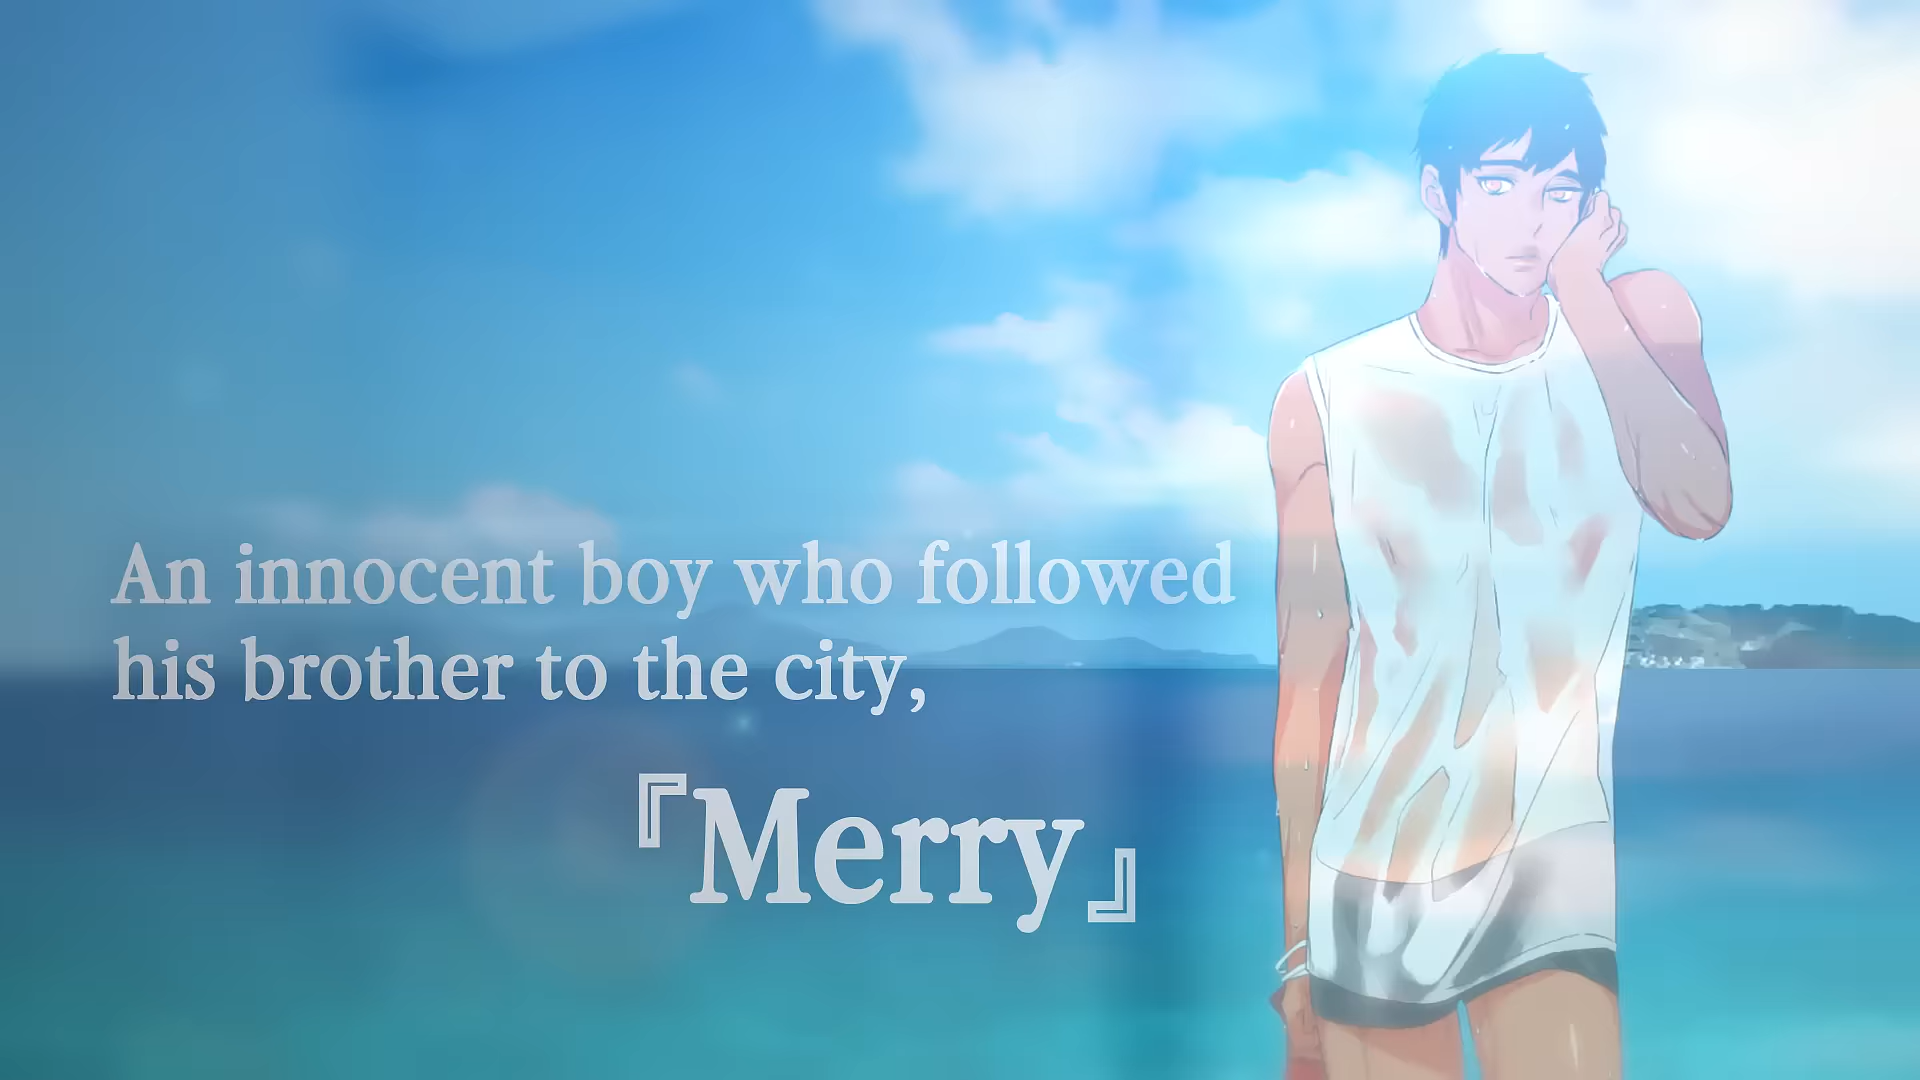 An innocent boy who followed
his brother to the city,
『Merry』